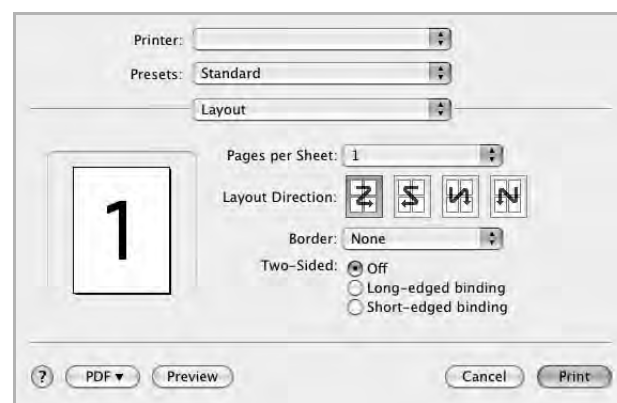 Printer:
Presets: Standard
Layout
Pages per Sheet: 1
Layout Direction:
1
Border: None
Two-Sided: Off
Long-edged binding
Short-edged binding
? PDF▼ Preview Cancel Print